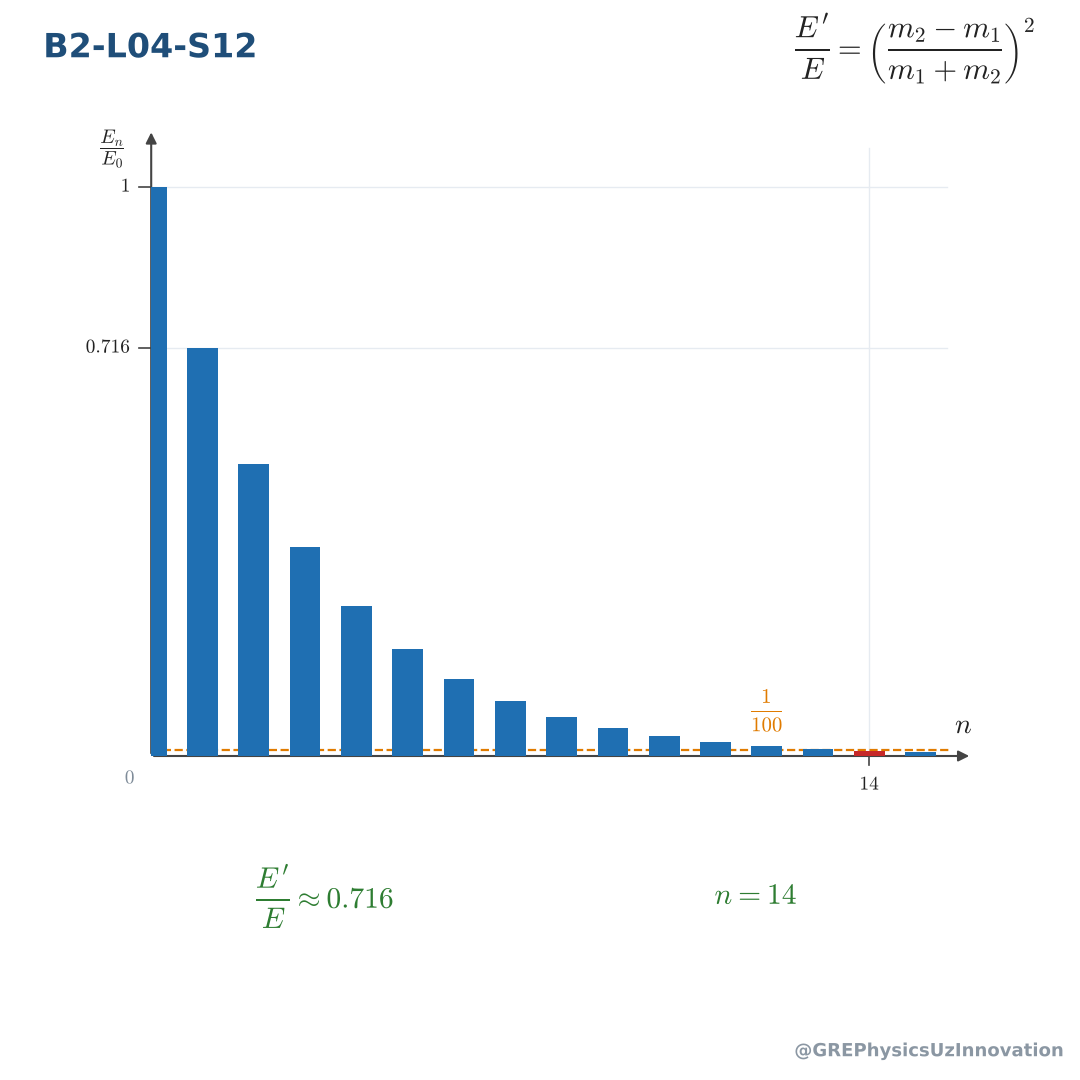 B2-L04-S12
E′/E = ((m₂ − m₁)/(m₁ + m₂))²
Eₙ/E₀
1
0.716
1/100
n
0
14
E′/E ≈ 0.716
n = 14
@GREPhysicsUzInnovation